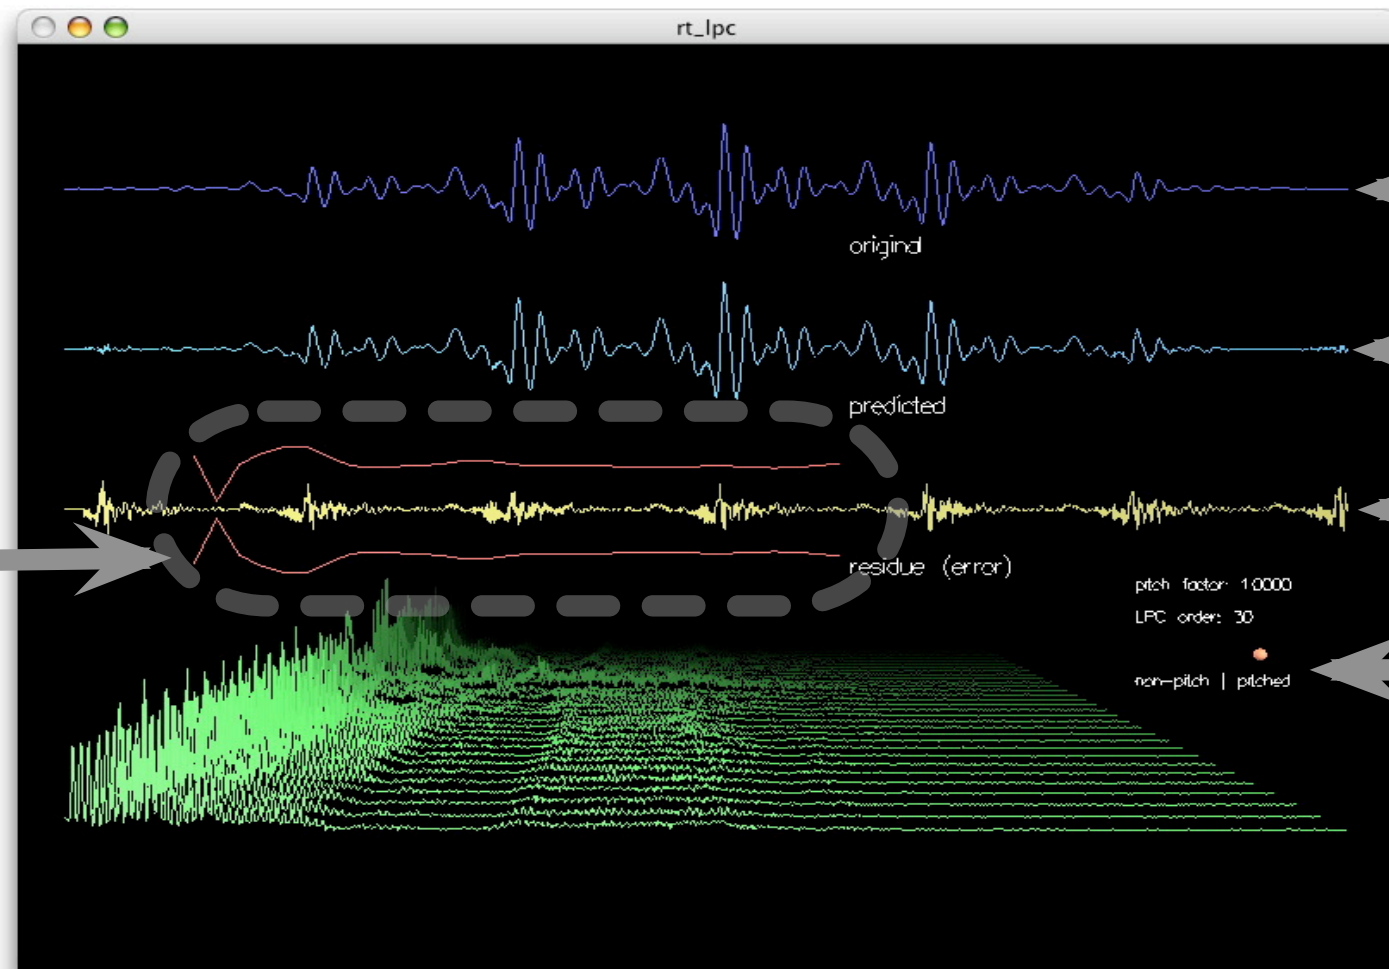 rt_lpc
original
predicted
residue (error)
pitch factor: 1.0000
LPC order: 30
non-pitch | pitched